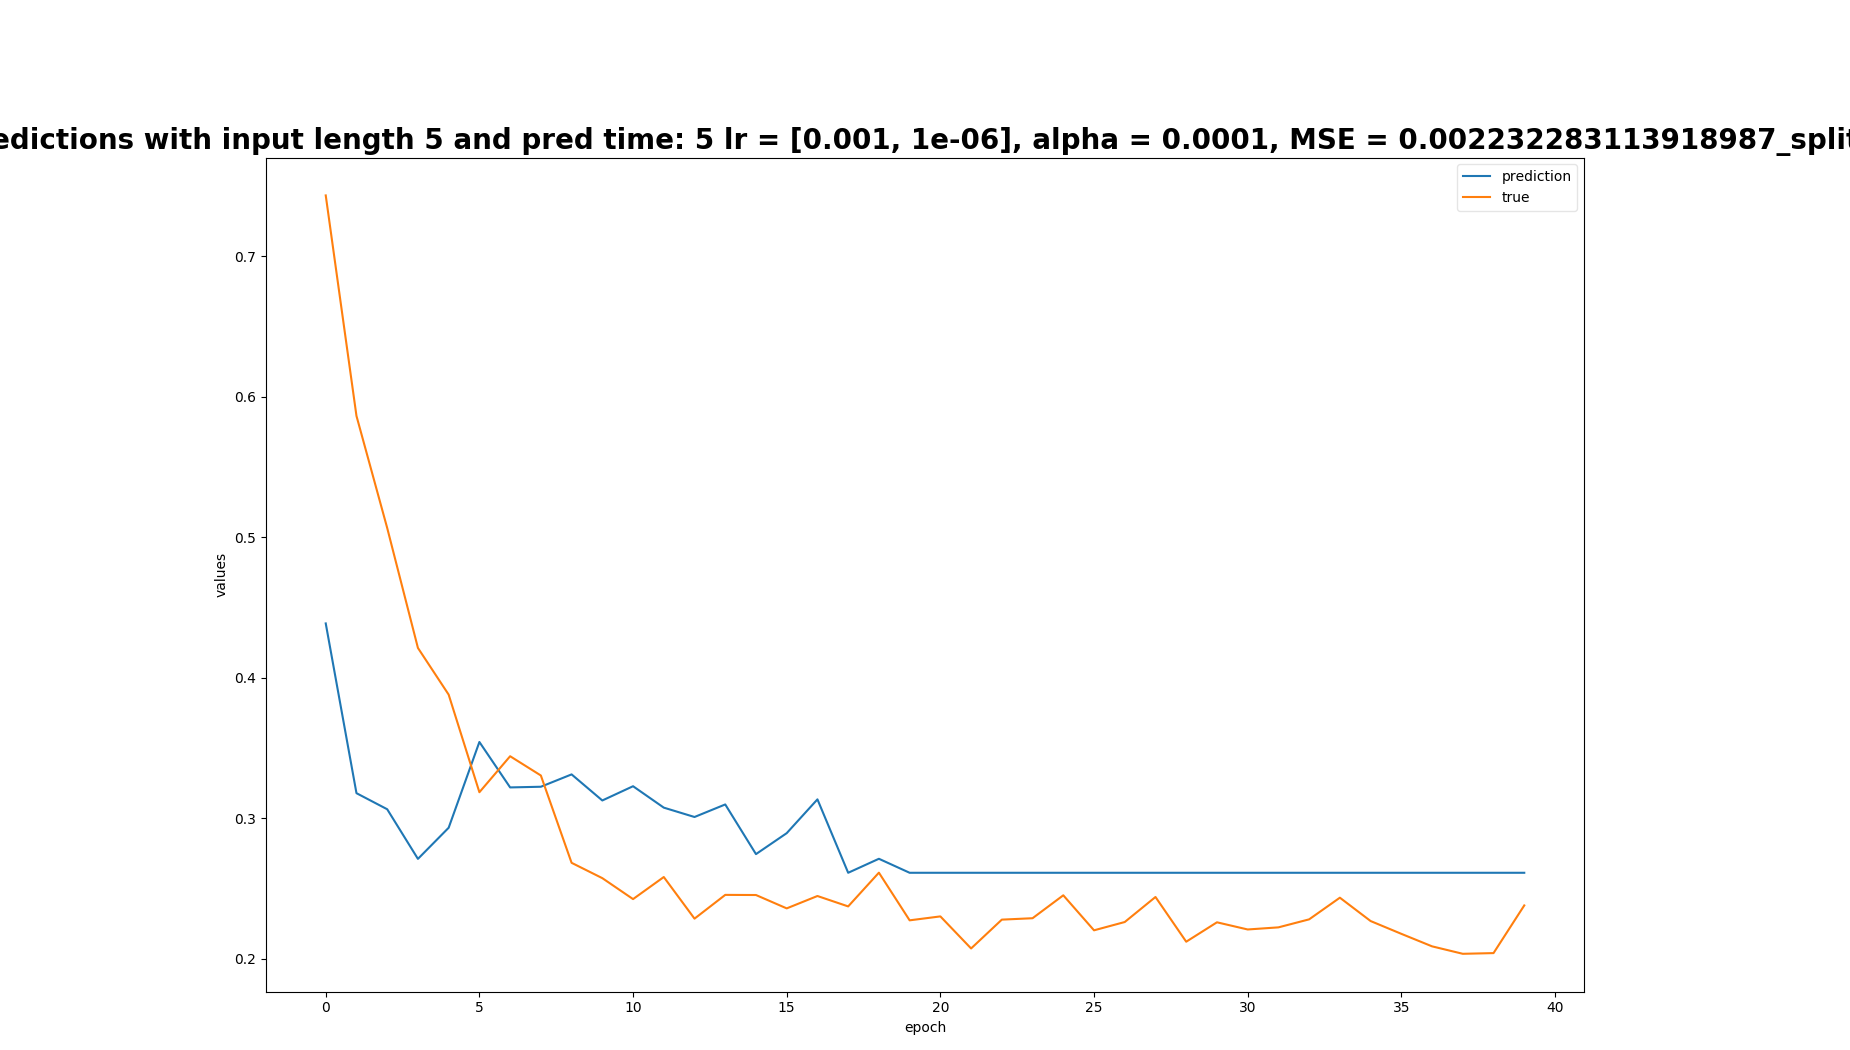 edictions with input length 5 and pred time: 5 lr = [0.001, 1e-06], alpha = 0.0001, MSE = 0.002232283113918987_split
prediction
true
0.7
0.6
0.5
0.4
0.3
0.2
values
0 5 10 15 20 25 30 35 40
epoch